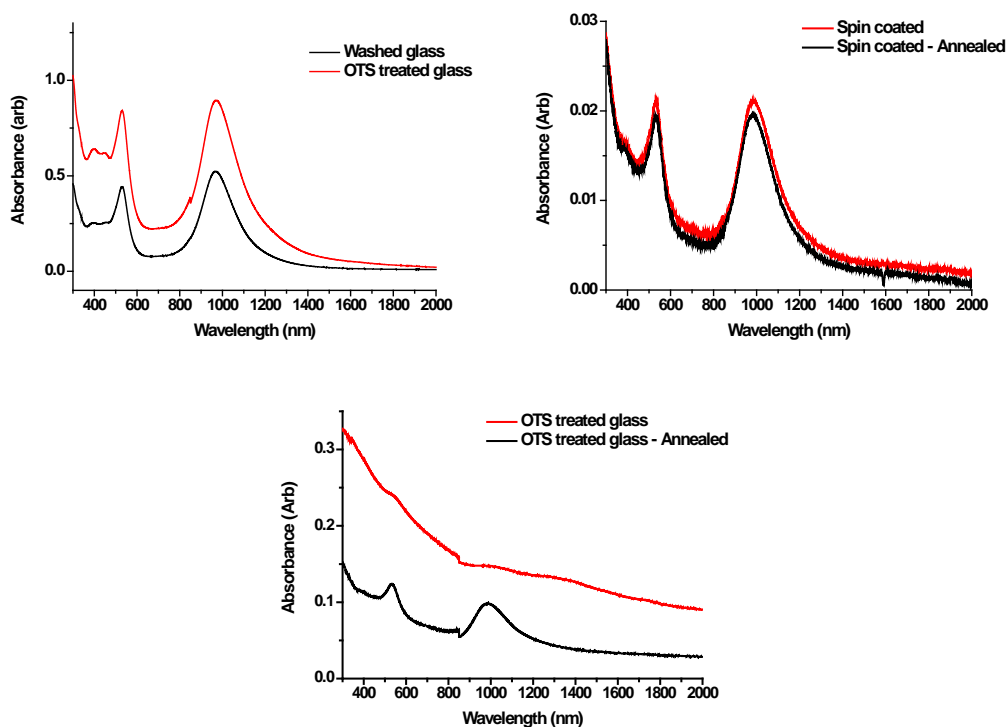 Washed glass
OTS treated glass
1.0
0.5
0.0
Absorbance (arb)
400 600 800 1000 1200 1400 1600 1800 2000
Wavelength (nm)
Spin coated
Spin coated - Annealed
0.03
0.02
0.01
0.00
Absorbance (Arb)
400 600 800 1000 1200 1400 1600 1800 2000
Wavelength (nm)
OTS treated glass
OTS treated glass - Annealed
0.3
0.2
0.1
0.0
Absorbance (Arb)
400 600 800 1000 1200 1400 1600 1800 2000
Wavelength (nm)